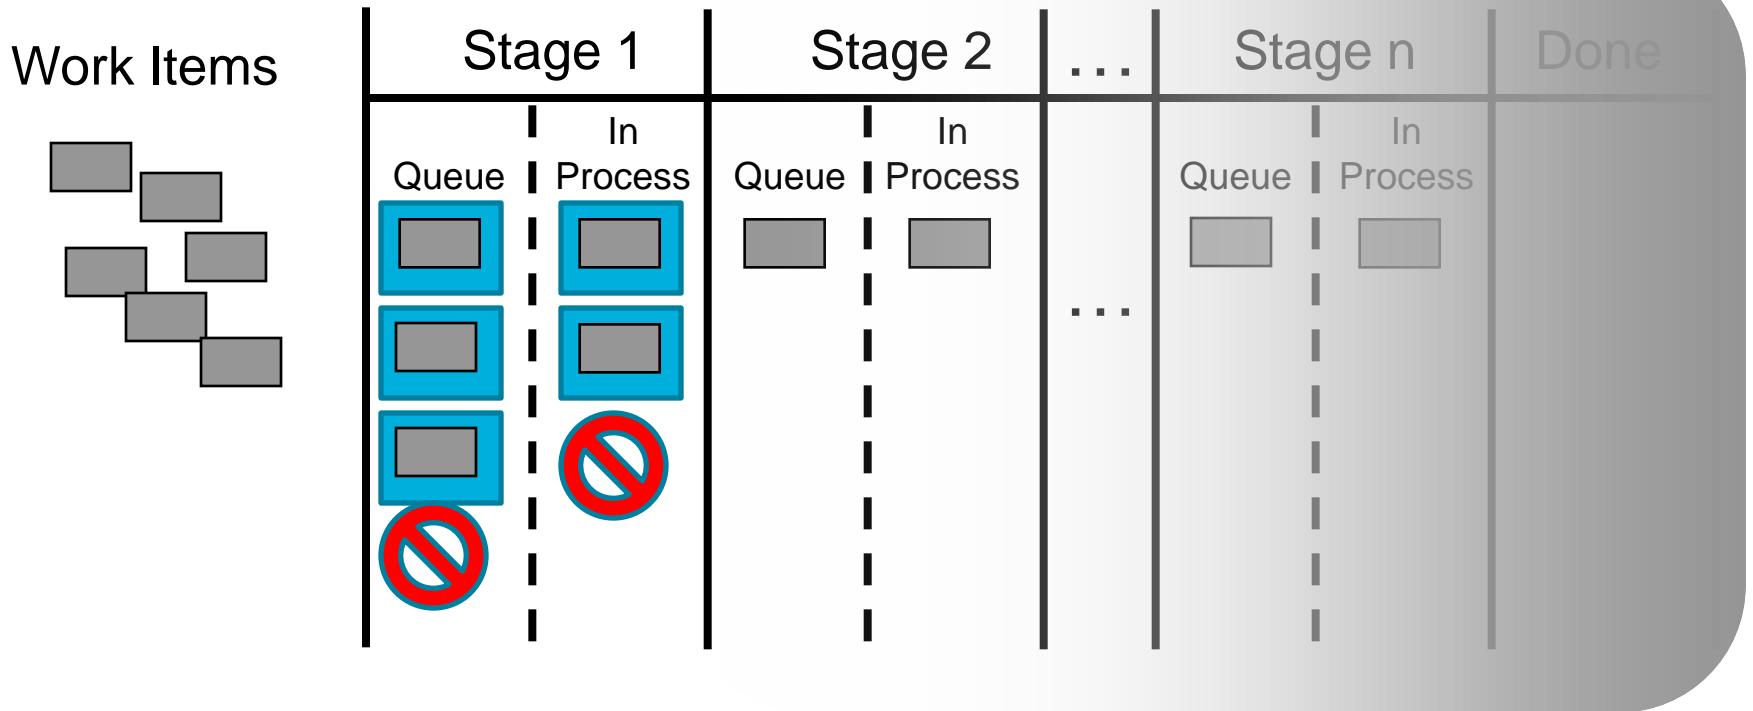 Work Items
Stage 1
Stage 2
...
Stage n
Done
Queue
In
Process
Queue
In
Process
Queue
In
Process
...